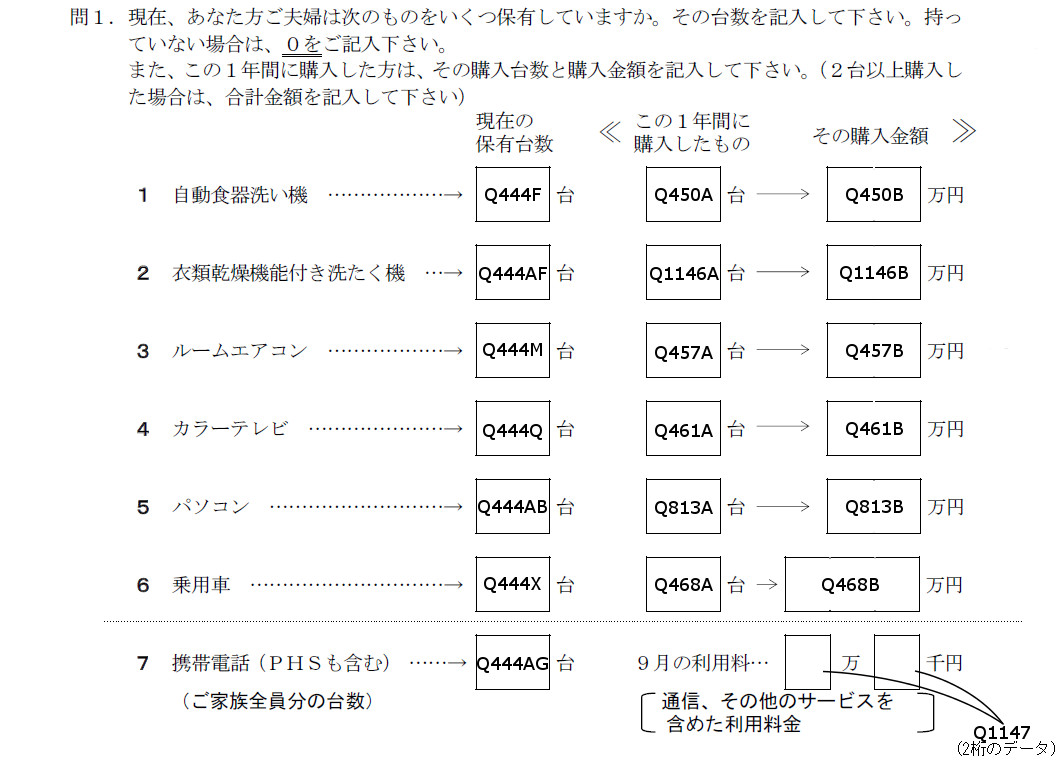 問１．現在、あなた方ご夫婦は次のものをいくつ保有していますか。その台数を記入して下さい。持っ
ていない場合は、０をご記入下さい。
また、この１年間に購入した方は、その購入台数と購入金額を記入して下さい。（２台以上購入し
た場合は、合計金額を記入して下さい）
現在の
保有台数
≪ この１年間に
購入したもの
その購入金額 ≫
1 自動食器洗い機 ………………→ Q444F 台 Q450A 台 → Q450B 万円
2 衣類乾燥機能付き洗たく機 …→ Q444AF 台 Q1146A 台 → Q1146B 万円
3 ルームエアコン ………………→ Q444M 台 Q457A 台 → Q457B 万円
4 カラーテレビ …………………→ Q444Q 台 Q461A 台 → Q461B 万円
5 パソコン ………………………→ Q444AB 台 Q813A 台 → Q813B 万円
6 乗用車 …………………………→ Q444X 台 Q468A 台 → Q468B 万円
7 携帯電話（ＰＨＳも含む） ……→ Q444AG 台 ９月の利用料… 万 千円
（ご家族全員分の台数）
通信、その他のサービスを
含めた利用料金
Q1147
(2桁のデータ)